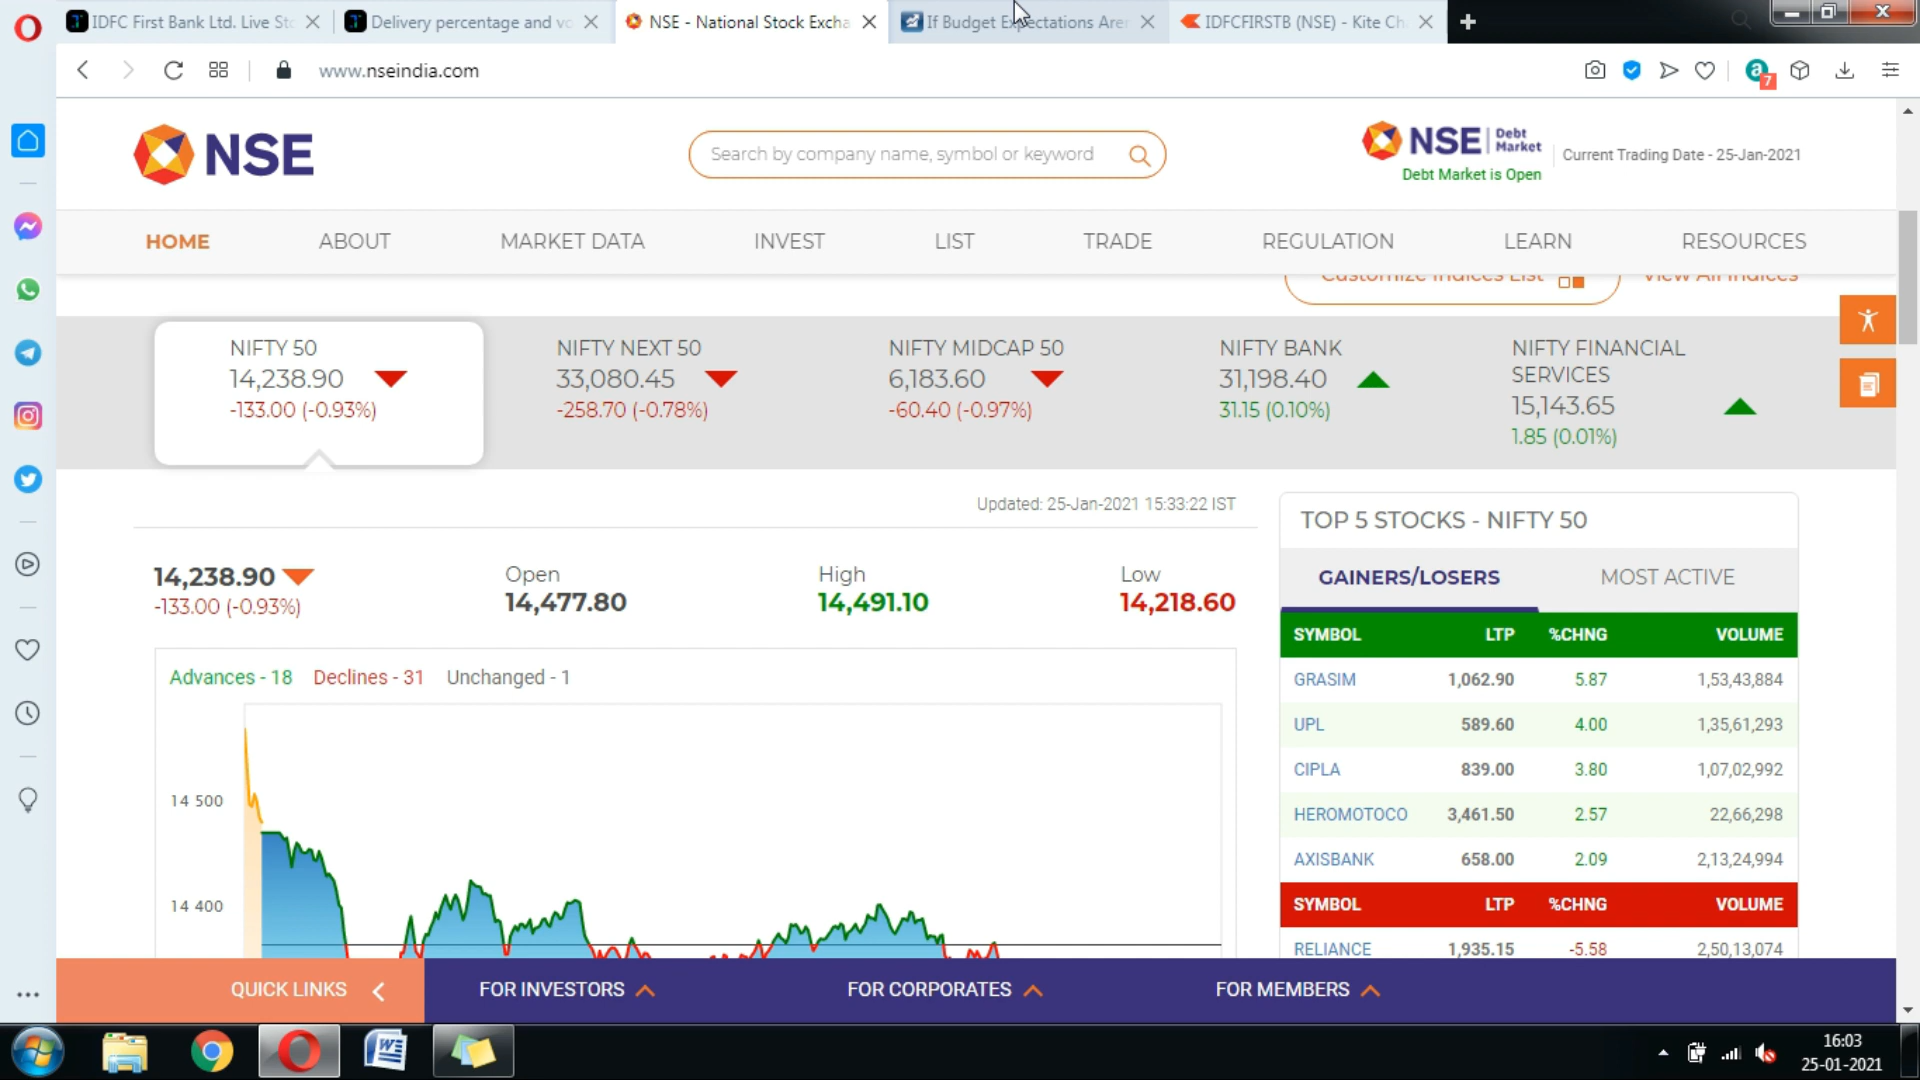 IDFC First Bank Ltd. Live Sto
Delivery percentage and vo
NSE - National Stock Excha
If Budget Expectations Aren
IDFCFIRSTB (NSE) - Kite Ch
www.nseindia.com
a
7
NSE
Search by company name, symbol or keyword
NSE
Debt
Market
Debt Market is Open
Current Trading Date - 25-Jan-2021
HOME
ABOUT
MARKET DATA
INVEST
LIST
TRADE
REGULATION
LEARN
RESOURCES
Customize Indices List
View All Indices
NIFTY 50
14,238.90
-133.00 (-0.93%)
NIFTY NEXT 50
33,080.45
-258.70 (-0.78%)
NIFTY MIDCAP 50
6,183.60
-60.40 (-0.97%)
NIFTY BANK
31,198.40
31.15 (0.10%)
NIFTY FINANCIAL
SERVICES
15,143.65
1.85 (0.01%)
Updated: 25-Jan-2021 15:33:22 IST
14,238.90
-133.00 (-0.93%)
Open
14,477.80
High
14,491.10
Low
14,218.60
Advances - 18 Declines - 31 Unchanged - 1
14 500
14 400
TOP 5 STOCKS - NIFTY 50
GAINERS/LOSERS
MOST ACTIVE
SYMBOL LTP %CHNG VOLUME
GRASIM 1,062.90 5.87 1,53,43,884
UPL 589.60 4.00 1,35,61,293
CIPLA 839.00 3.80 1,07,02,992
HEROMOTOCO 3,461.50 2.57 22,66,298
AXISBANK 658.00 2.09 2,13,24,994
SYMBOL LTP %CHNG VOLUME
RELIANCE 1,935.15 -5.58 2,50,13,074
QUICK LINKS
FOR INVESTORS
FOR CORPORATES
FOR MEMBERS
16:03
25-01-2021